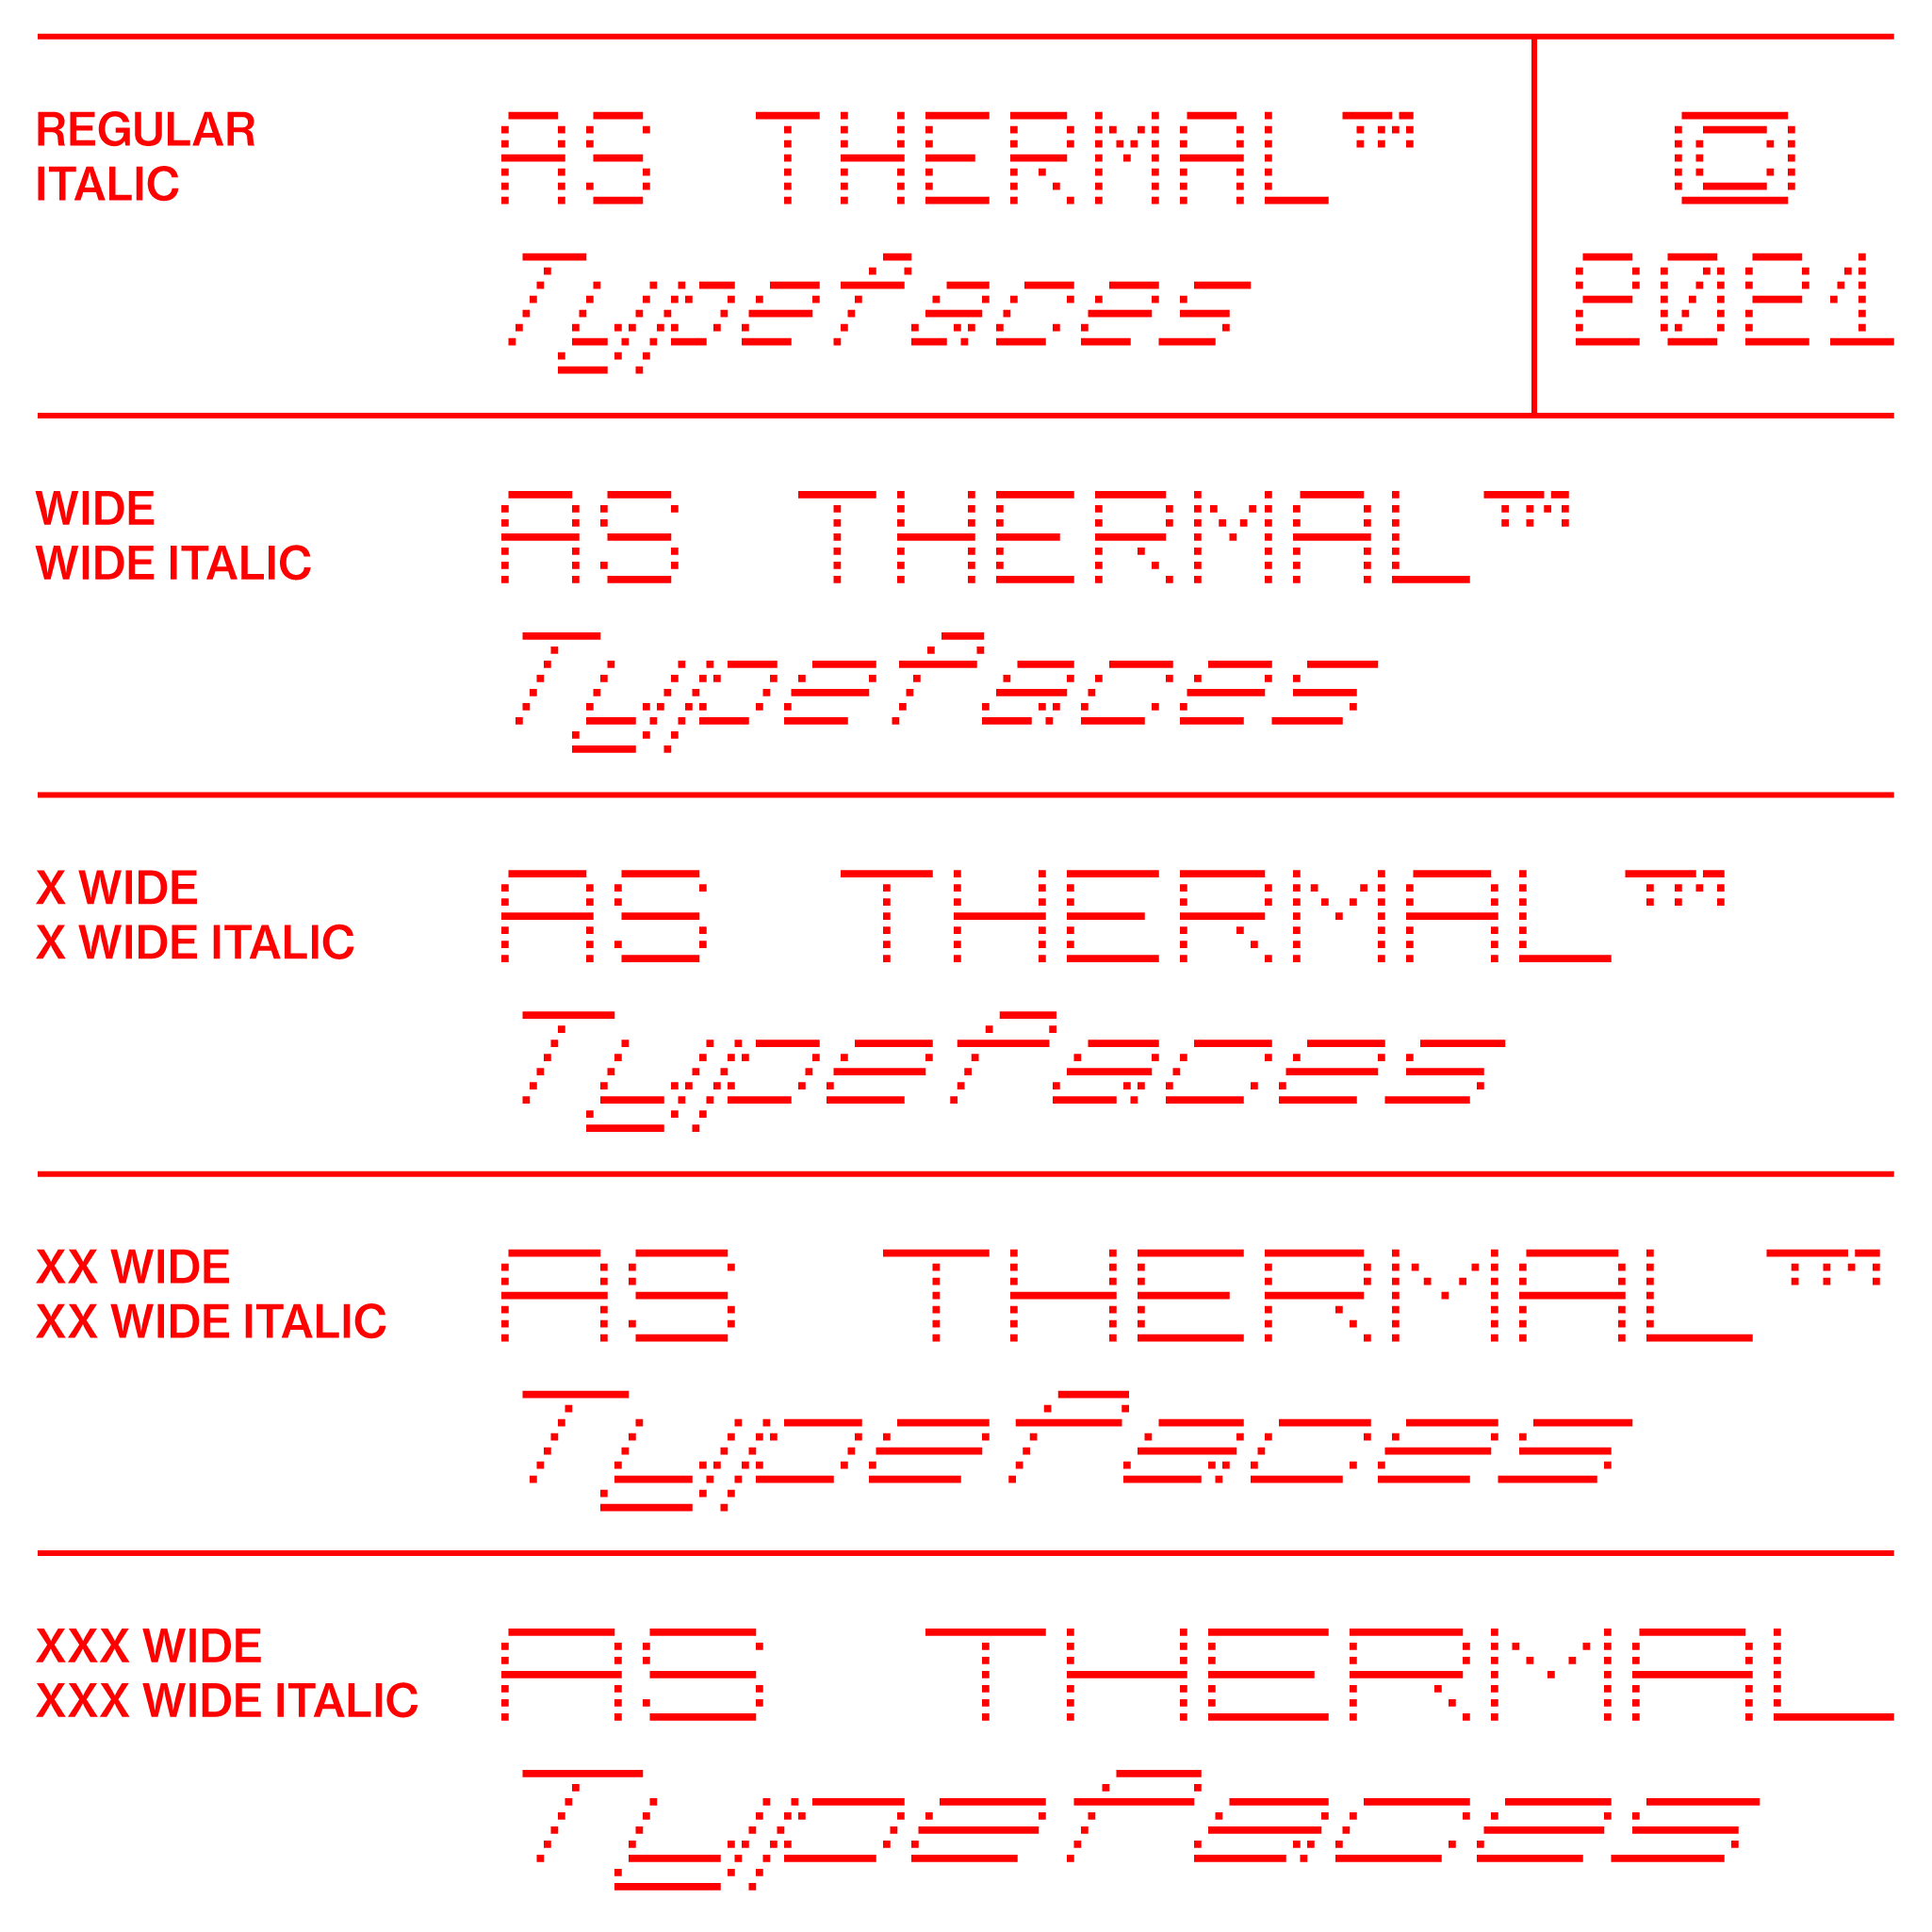 REGULAR
ITALIC
AS THERMAL™
Typefaces
©
2021
WIDE
WIDE ITALIC
AS THERMAL™
Typefaces
X WIDE
X WIDE ITALIC
AS THERMAL™
Typefaces
XX WIDE
XX WIDE ITALIC
AS THERMAL™
Typefaces
XXX WIDE
XXX WIDE ITALIC
AS THERMAL
Typefaces